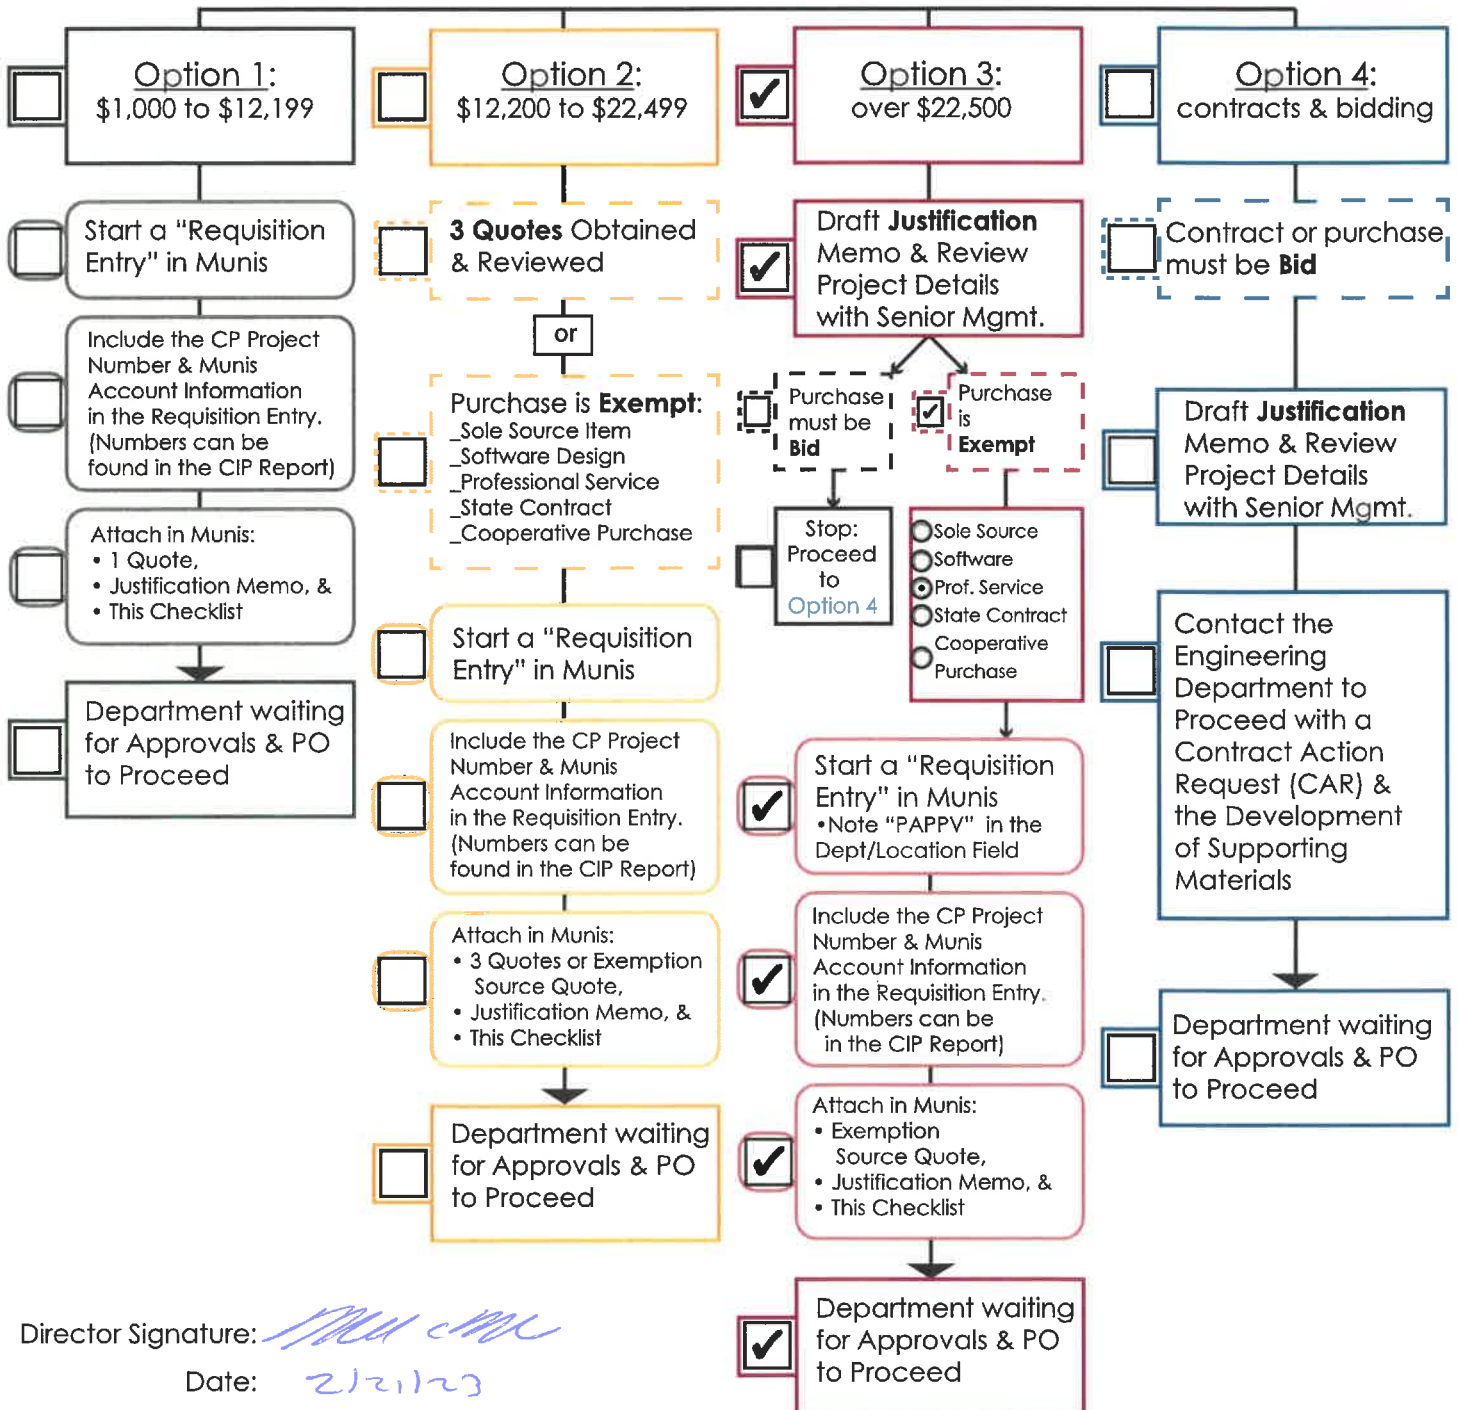 Option 1:
$1,000 to $12,199
Start a “Requisition
Entry” in Munis
Include the CP Project
Number & Munis
Account Information
in the Requisition Entry.
(Numbers can be
found in the CIP Report)
Attach in Munis:
• 1 Quote,
• Justification Memo, &
• This Checklist
Department waiting
for Approvals & PO
to Proceed
Option 2:
$12,200 to $22,499
3 Quotes Obtained
& Reviewed
or
Purchase is Exempt:
_Sole Source Item
_Software Design
_Professional Service
_State Contract
_Cooperative Purchase
Start a “Requisition
Entry” in Munis
Include the CP Project
Number & Munis
Account Information
in the Requisition Entry.
(Numbers can be
found in the CIP Report)
Attach in Munis:
• 3 Quotes or Exemption
Source Quote,
• Justification Memo, &
• This Checklist
Department waiting
for Approvals & PO
to Proceed
Option 3:
over $22,500
Draft Justification
Memo & Review
Project Details
with Senior Mgmt.
Purchase
must be
Bid
Stop:
Proceed
to
Option 4
Purchase
is
Exempt
Sole Source
Software
Prof. Service
State Contract
Cooperative
Purchase
Start a “Requisition
Entry” in Munis
•Note “PAPPV” in the
Dept/Location Field
Include the CP Project
Number & Munis
Account Information
in the Requisition Entry.
(Numbers can be
in the CIP Report)
Attach in Munis:
• Exemption
Source Quote,
• Justification Memo, &
• This Checklist
Department waiting
for Approvals & PO
to Proceed
Option 4:
contracts & bidding
Contract or purchase
must be Bid
Draft Justification
Memo & Review
Project Details
with Senior Mgmt.
Contact the
Engineering
Department to
Proceed with a
Contract Action
Request (CAR) &
the Development
of Supporting
Materials
Department waiting
for Approvals & PO
to Proceed
Director Signature:
Date: 2/21/23